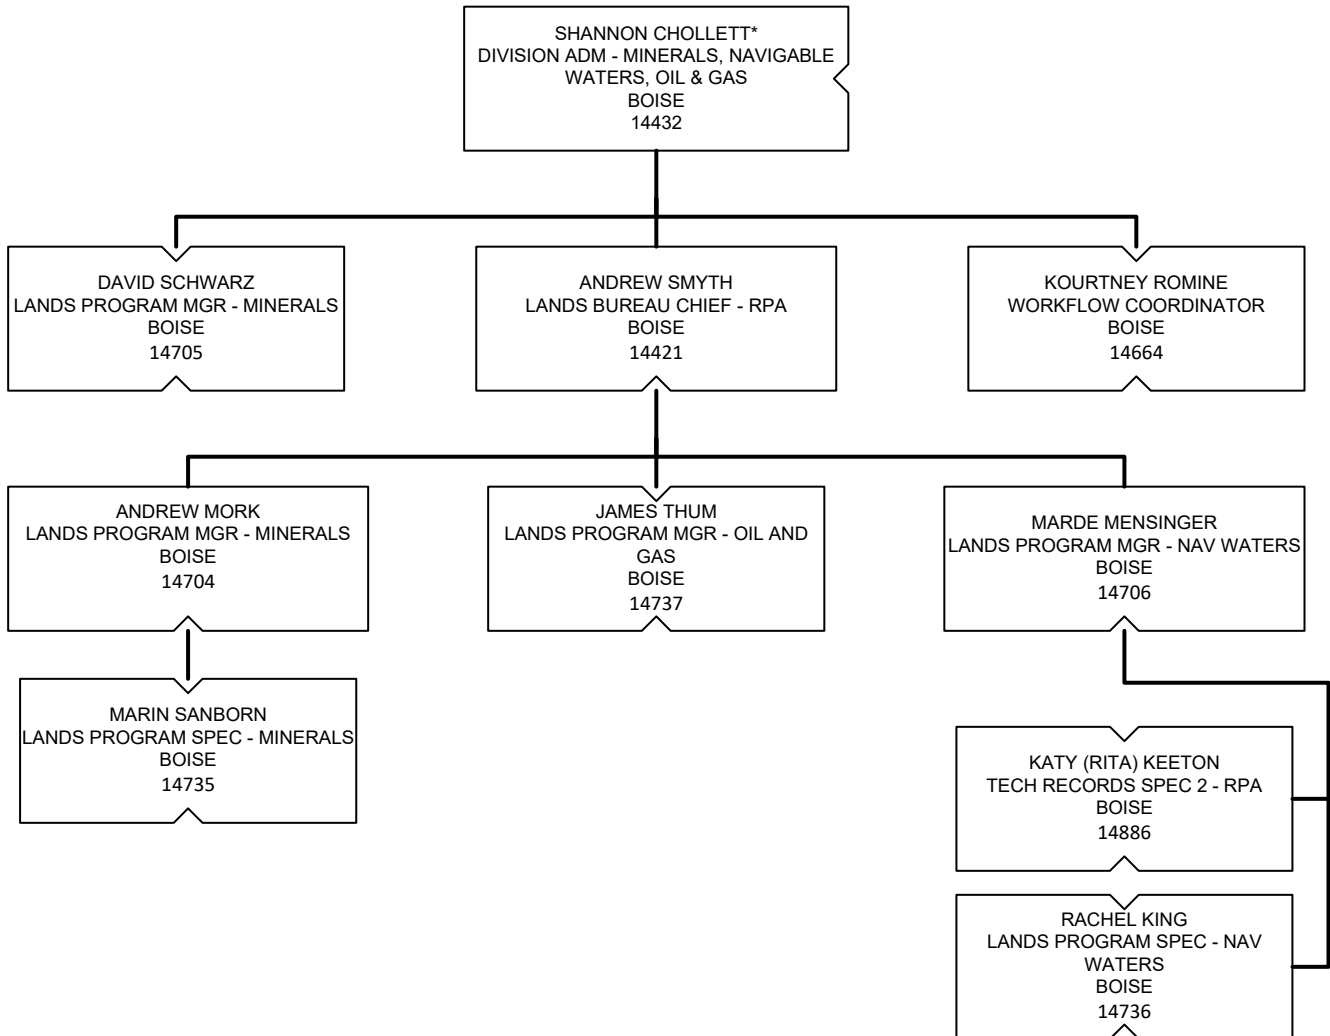 SHANNON CHOLLETT*
DIVISION ADM - MINERALS, NAVIGABLE
WATERS, OIL & GAS
BOISE
14432
DAVID SCHWARZ
LANDS PROGRAM MGR - MINERALS
BOISE
14705
ANDREW SMYTH
LANDS BUREAU CHIEF - RPA
BOISE
14421
KOURTNEY ROMINE
WORKFLOW COORDINATOR
BOISE
14664
ANDREW MORK
LANDS PROGRAM MGR - MINERALS
BOISE
14704
JAMES THUM
LANDS PROGRAM MGR - OIL AND
GAS
BOISE
14737
MARDE MENSINGER
LANDS PROGRAM MGR - NAV WATERS
BOISE
14706
MARIN SANBORN
LANDS PROGRAM SPEC - MINERALS
BOISE
14735
KATY (RITA) KEETON
TECH RECORDS SPEC 2 - RPA
BOISE
14886
RACHEL KING
LANDS PROGRAM SPEC - NAV
WATERS
BOISE
14736